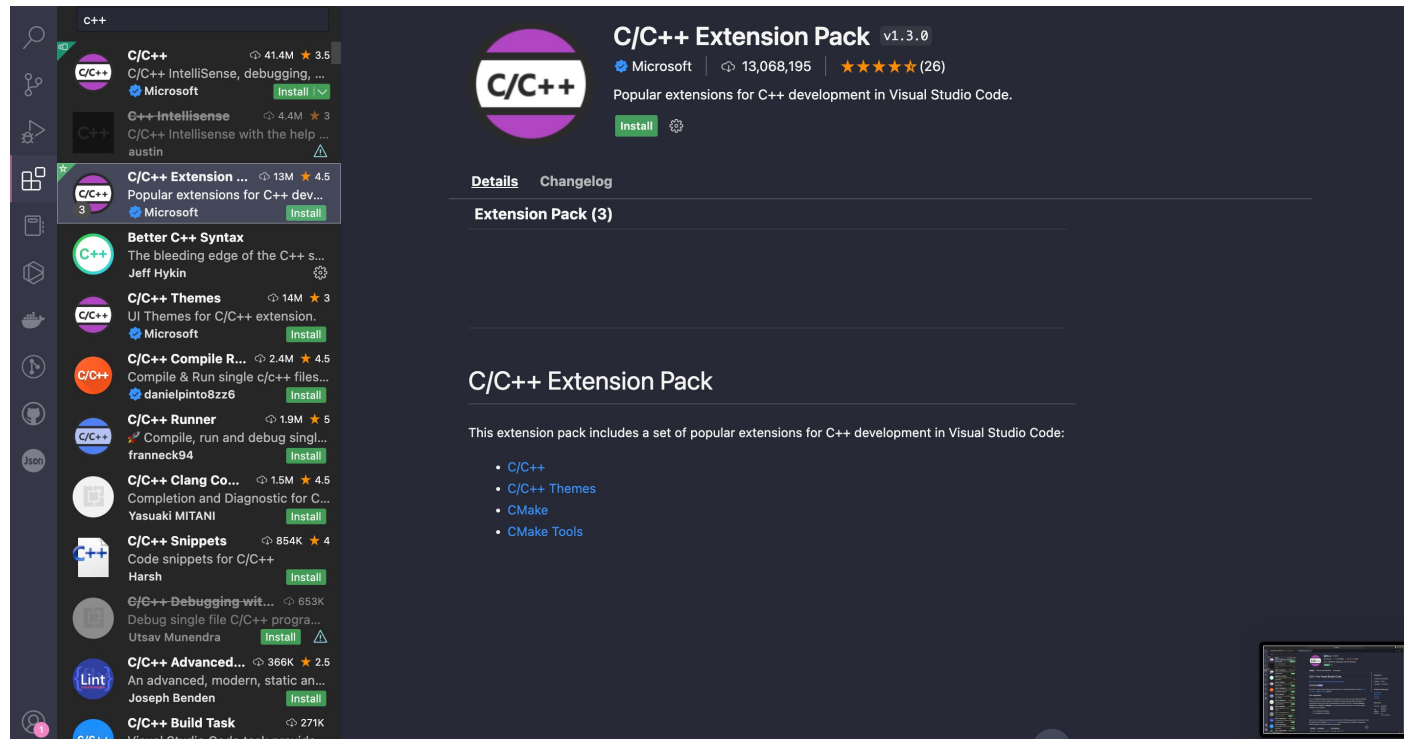 c++
C/C++ 41.4M ★ 3.5
C/C++ IntelliSense, debugging, ...
Microsoft Install
C++ Intellisense 4.4M ★ 3
C/C++ Intellisense with the help ...
austin
C/C++ Extension ... 13M ★ 4.5
Popular extensions for C++ dev...
Microsoft Install
Better C++ Syntax
The bleeding edge of the C++ s...
Jeff Hykin
C/C++ Themes 14M ★ 3
UI Themes for C/C++ extension.
Microsoft Install
C/C++ Compile R... 2.4M ★ 4.5
Compile & Run single c/c++ files...
danielpinto8zz6 Install
C/C++ Runner 1.9M ★ 5
🚀 Compile, run and debug singl...
franneck94 Install
C/C++ Clang Co... 1.5M ★ 4.5
Completion and Diagnostic for C...
Yasuaki MITANI Install
C/C++ Snippets 854K ★ 4
Code snippets for C/C++
Harsh Install
C/C++ Debugging wit... 653K
Debug single file C/C++ progra...
Utsav Munendra Install
C/C++ Advanced... 366K ★ 2.5
An advanced, modern, static an...
Joseph Benden Install
C/C++ Build Task 271K
C/C++
C++
C/C++
3
C++
C/C++
C/C++
C/C++
C++
{Lint}
Json
1
C/C++
C/C++ Extension Pack v1.3.0
Microsoft 13,068,195 (26)
Popular extensions for C++ development in Visual Studio Code.
Install
Details Changelog
Extension Pack (3)
C/C++ Extension Pack
This extension pack includes a set of popular extensions for C++ development in Visual Studio Code:
• C/C++
• C/C++ Themes
• CMake
• CMake Tools